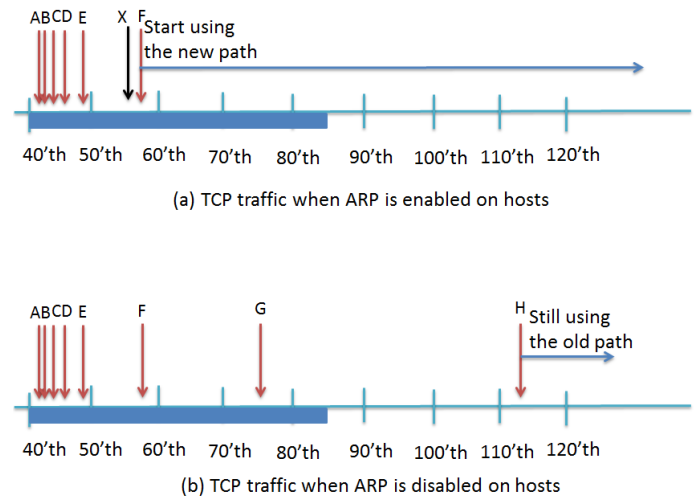 ABCD E X F
Start using
the new path
40'th 50'th 60'th 70'th 80'th 90'th 100'th 110'th 120'th
(a) TCP traffic when ARP is enabled on hosts
ABCD E F G H
Still using
the old path
40'th 50'th 60'th 70'th 80'th 90'th 100'th 110'th 120'th
(b) TCP traffic when ARP is disabled on hosts